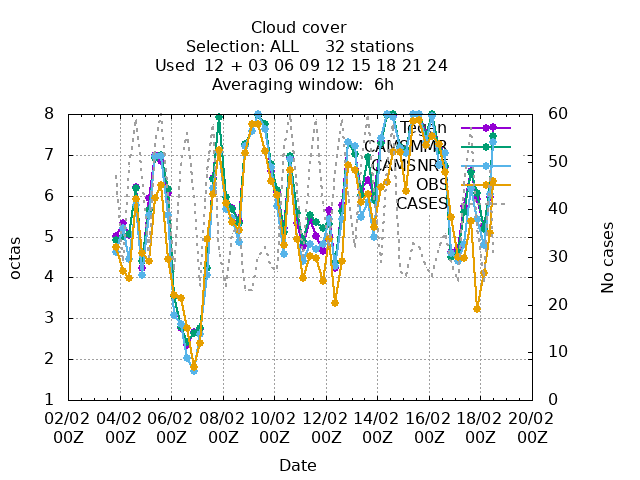 Cloud cover
Selection: ALL 32 stations
Used 12 + 03 06 09 12 15 18 21 24
Averaging window: 6h
8
7
6
5
4
3
2
1
octas
60
50
40
30
20
10
0
No cases
OBS
CASES
02/02 04/02 06/02 08/02 10/02 12/02 14/02 16/02 18/02 20/02
00Z 00Z 00Z 00Z 00Z 00Z 00Z 00Z 00Z 00Z
Date